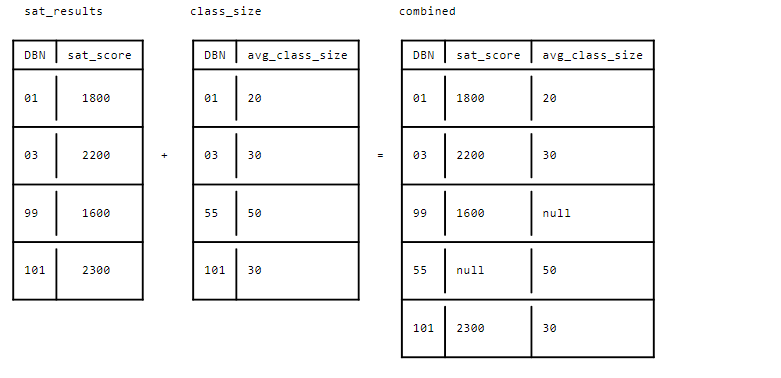 sat_results class_size combined
DBN sat_score DBN avg_class_size DBN sat_score avg_class_size
01 1800 01 20 01 1800 20
03 2200 + 03 30 = 03 2200 30
99 1600 55 50 99 1600 null
101 2300 101 30 55 null 50
101 2300 30